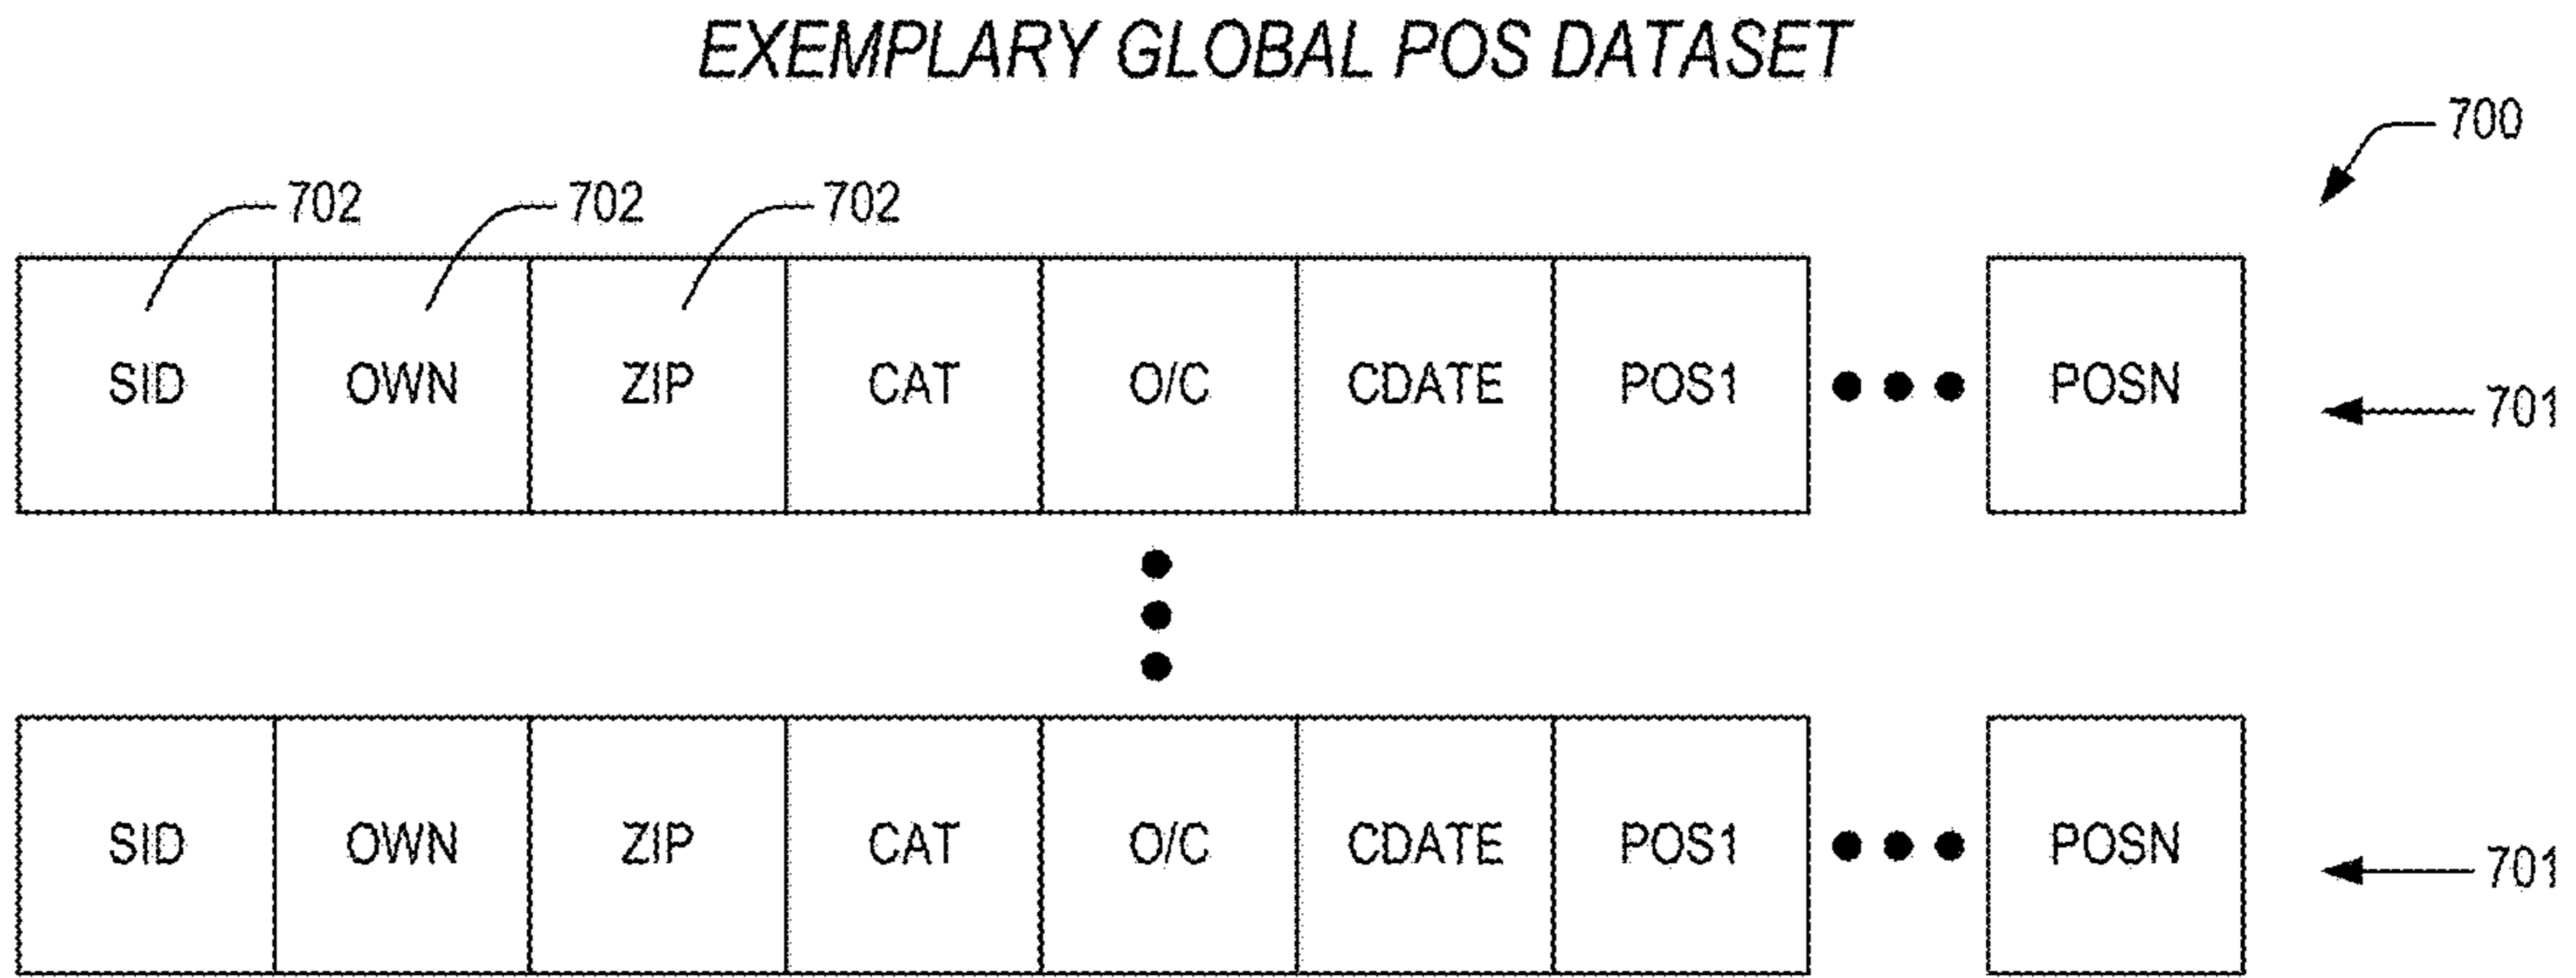 EXEMPLARY GLOBAL POS DATASET
700
702 702 702
SID OWN ZIP CAT O/C CDATE POS1 POSN
701
SID OWN ZIP CAT O/C CDATE POS1 POSN
701